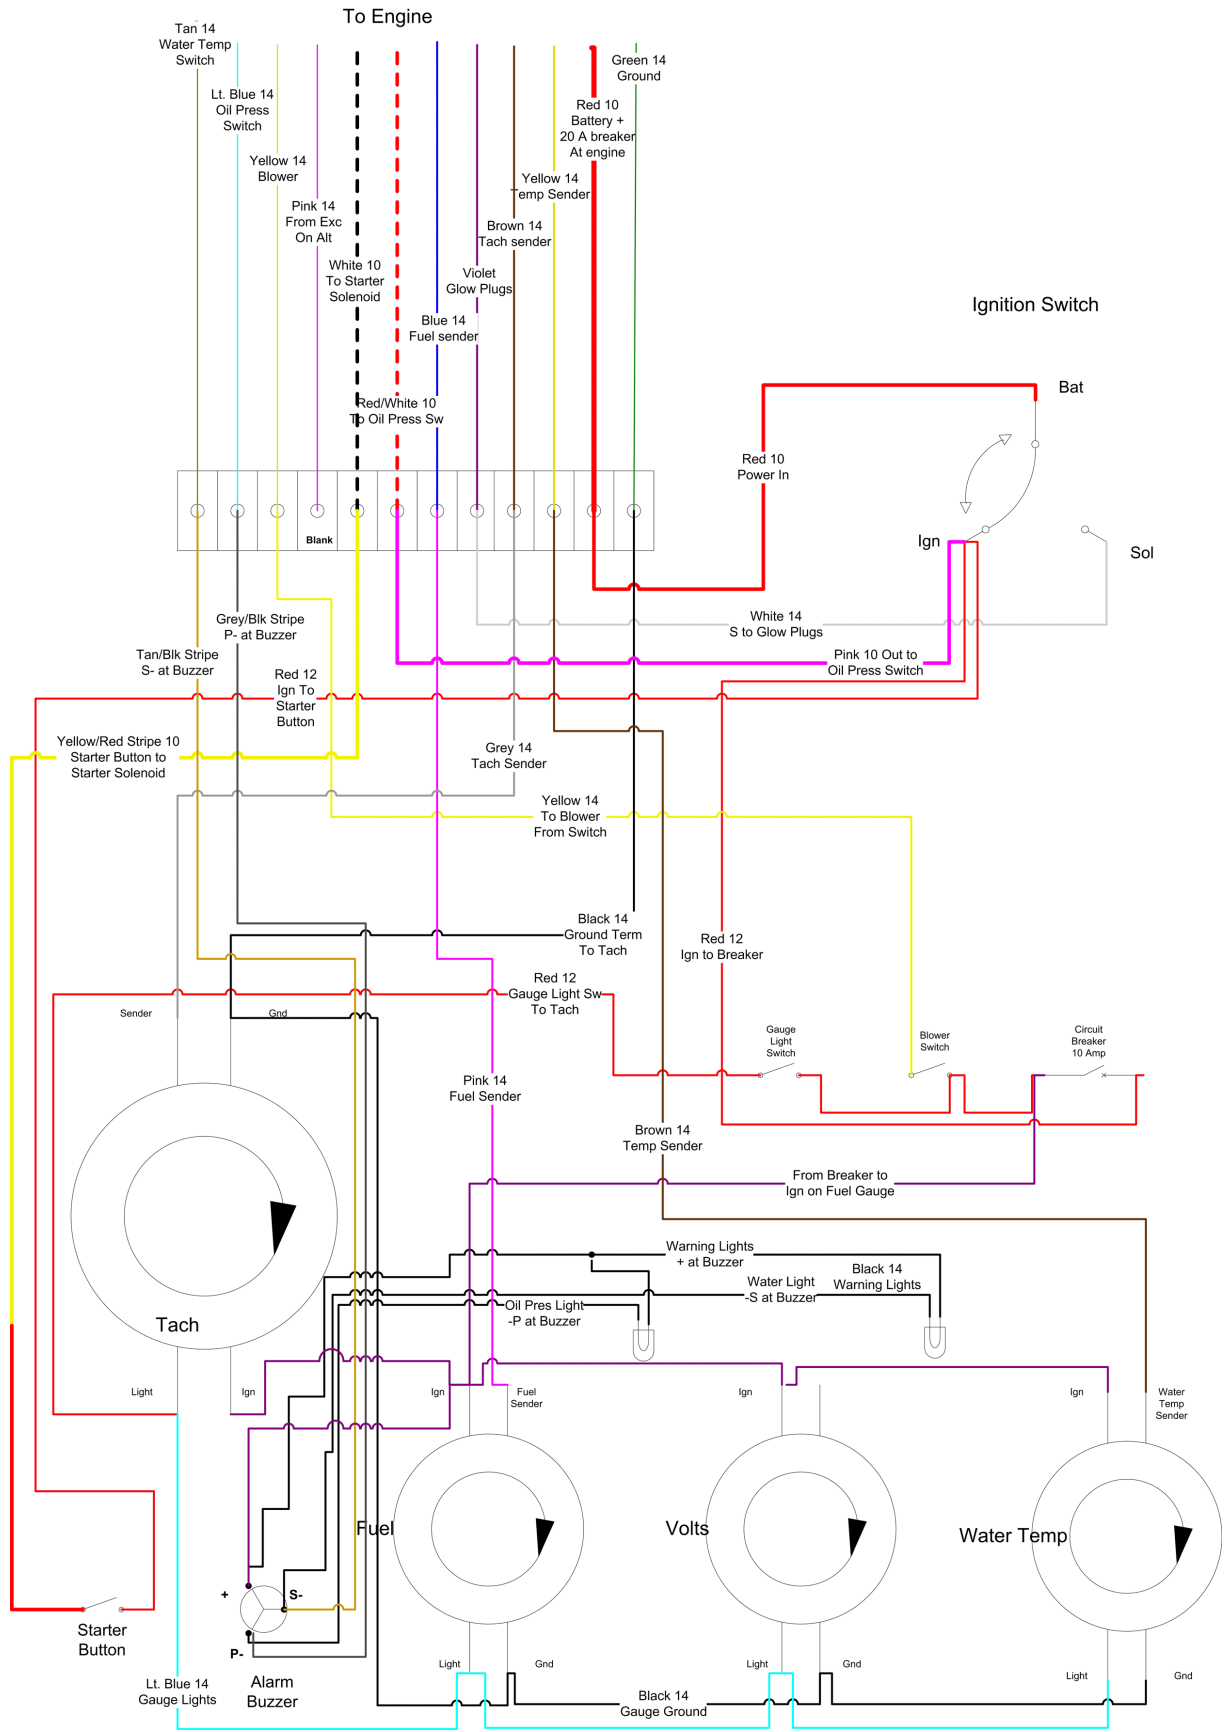 To Engine
Tan 14
Water Temp
Switch
Green 14
Ground
Lt. Blue 14
Oil Press
Switch
Red 10
Battery +
20 A breaker
At engine
Yellow 14
Blower
Yellow 14
Temp Sender
Pink 14
From Exc
On Alt
Brown 14
Tach sender
White 10
To Starter
Solenoid
Violet
Glow Plugs
Ignition Switch
Blue 14
Fuel sender
Red/White 10
To Oil Press Sw
Bat
Red 10
Power In
Blank
Ign
Sol
Grey/Blk Stripe
P- at Buzzer
White 14
S to Glow Plugs
Tan/Blk Stripe
S- at Buzzer
Pink 10 Out to
Oil Press Switch
Red 12
Ign To
Starter
Button
Yellow/Red Stripe 10
Starter Button to
Starter Solenoid
Grey 14
Tach Sender
Yellow 14
To Blower
From Switch
Black 14
Ground Term
To Tach
Red 12
Ign to Breaker
Red 12
Gauge Light Sw
To Tach
Sender
Gnd
Gauge
Light
Switch
Blower
Switch
Circuit
Breaker
10 Amp
Pink 14
Fuel Sender
Brown 14
Temp Sender
From Breaker to
Ign on Fuel Gauge
Warning Lights
+ at Buzzer
Black 14
Warning Lights
Water Light
-S at Buzzer
Oil Pres Light
-P at Buzzer
Tach
Light
Ign
Ign
Fuel
Sender
Ign
Ign
Water
Temp
Sender
Fuel
Volts
Water Temp
+
S-
P-
Starter
Button
Alarm
Buzzer
Lt. Blue 14
Gauge Lights
Light
Gnd
Light
Gnd
Light
Gnd
Black 14
Gauge Ground